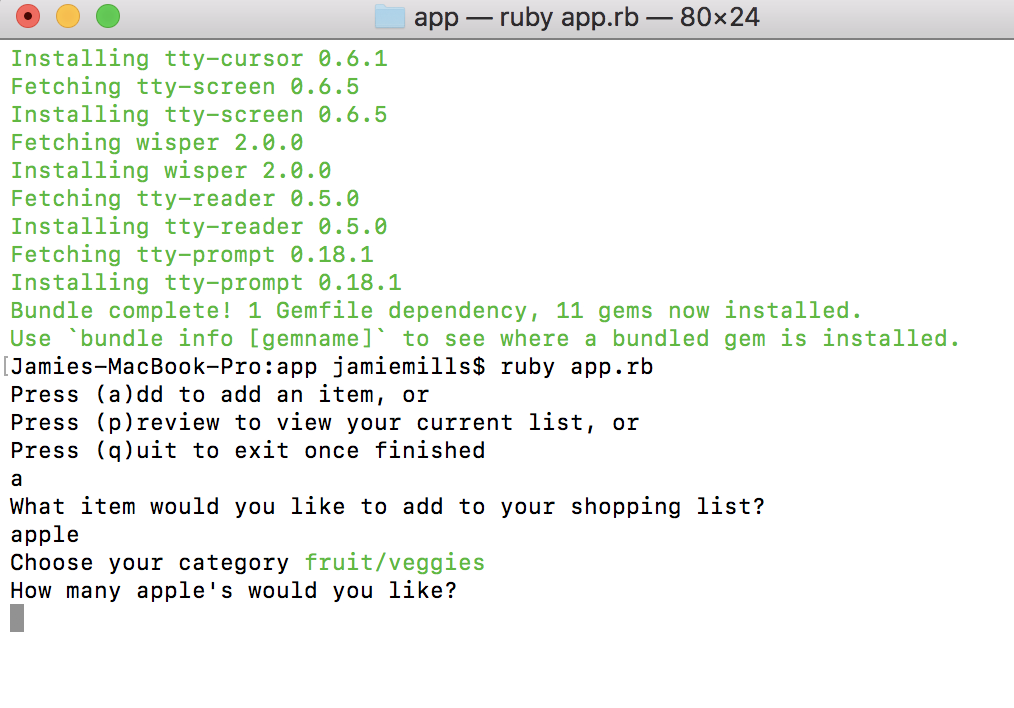 app — ruby app.rb — 80×24
Installing tty-cursor 0.6.1
Fetching tty-screen 0.6.5
Installing tty-screen 0.6.5
Fetching wisper 2.0.0
Installing wisper 2.0.0
Fetching tty-reader 0.5.0
Installing tty-reader 0.5.0
Fetching tty-prompt 0.18.1
Installing tty-prompt 0.18.1
Bundle complete! 1 Gemfile dependency, 11 gems now installed.
Use `bundle info [gemname]` to see where a bundled gem is installed.
[Jamies-MacBook-Pro:app jamiemills$ ruby app.rb
Press (a)dd to add an item, or
Press (p)review to view your current list, or
Press (q)uit to exit once finished
a
What item would you like to add to your shopping list?
apple
Choose your category fruit/veggies
How many apple's would you like?